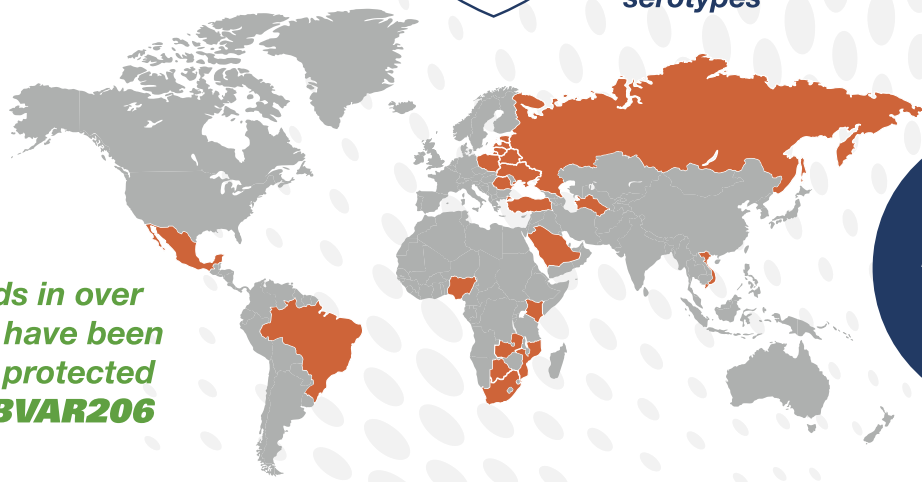 serotypes
ds in over
have been
protected
BVAR206